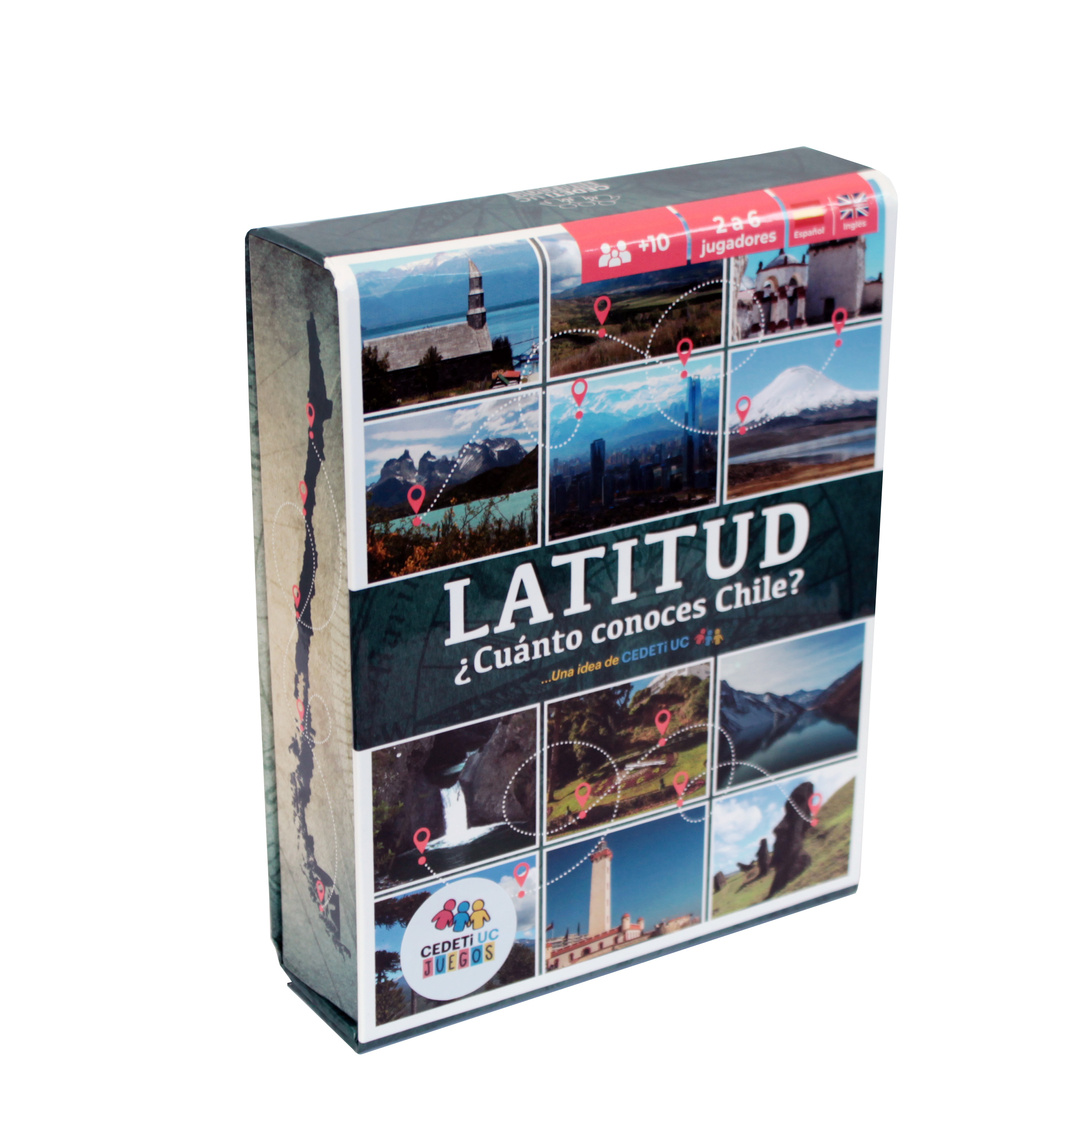 +10
2 a 6
jugadores
Español
Inglés
LATITUD
¿Cuánto conoces Chile?
...Una idea de CEDETi UC
CEDETi UC
JUEGOS